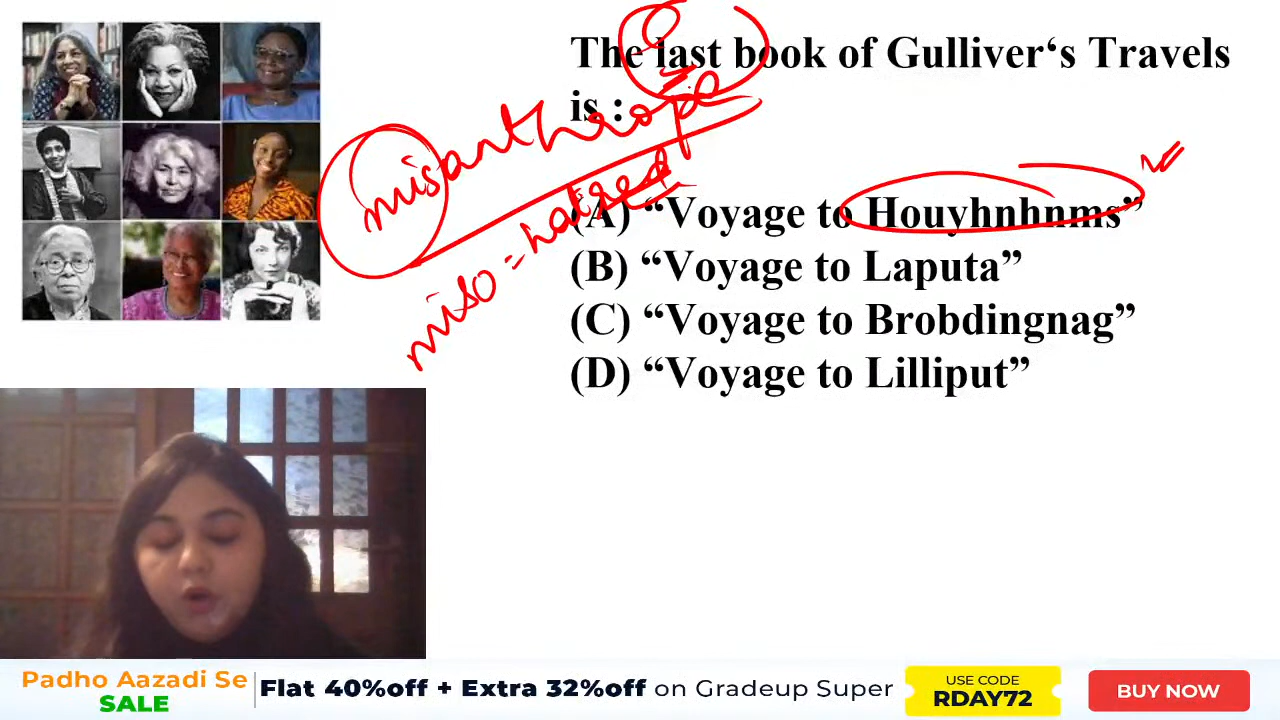 The last book of Gulliver‘s Travels
is :
misanthrope
miso = hatred
(A) “Voyage to Houyhnhnms”
(B) “Voyage to Laputa”
(C) “Voyage to Brobdingnag”
(D) “Voyage to Lilliput”
Padho Aazadi Se
SALE
Flat 40%off + Extra 32%off on Gradeup Super
USE CODE
RDAY72
BUY NOW